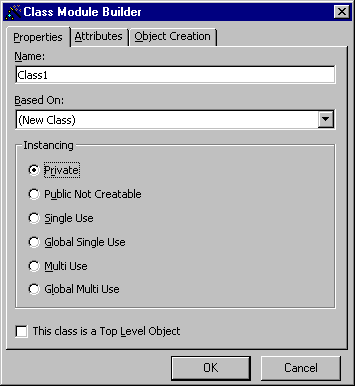 Class Module Builder
Properties Attributes Object Creation
Name:
Class1
Based On:
(New Class)
Instancing
Private
Public Not Creatable
Single Use
Global Single Use
Multi Use
Global Multi Use
This class is a Top Level Object
OK Cancel